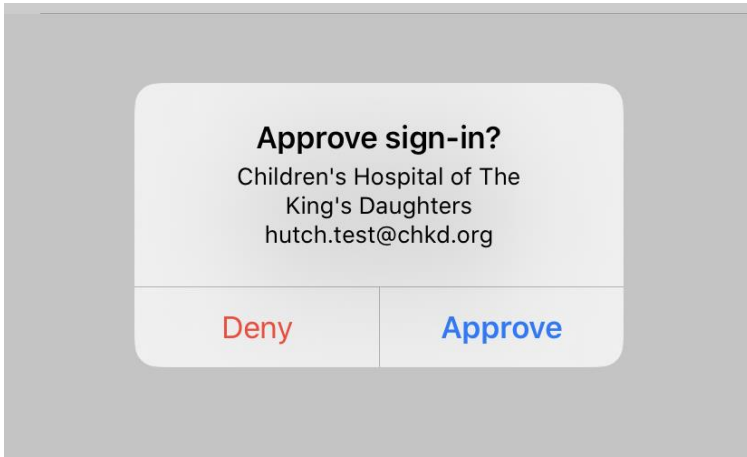 Approve sign-in?
Children's Hospital of The
King's Daughters
hutch.test@chkd.org
Deny
Approve